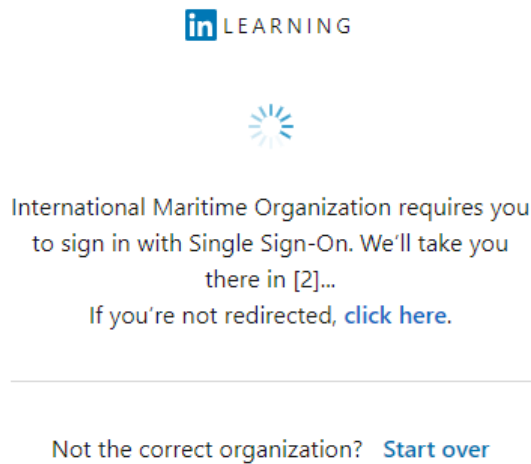 in LEARNING
International Maritime Organization requires you
to sign in with Single Sign-On. We'll take you
there in [2]...
If you're not redirected, click here.
Not the correct organization? Start over